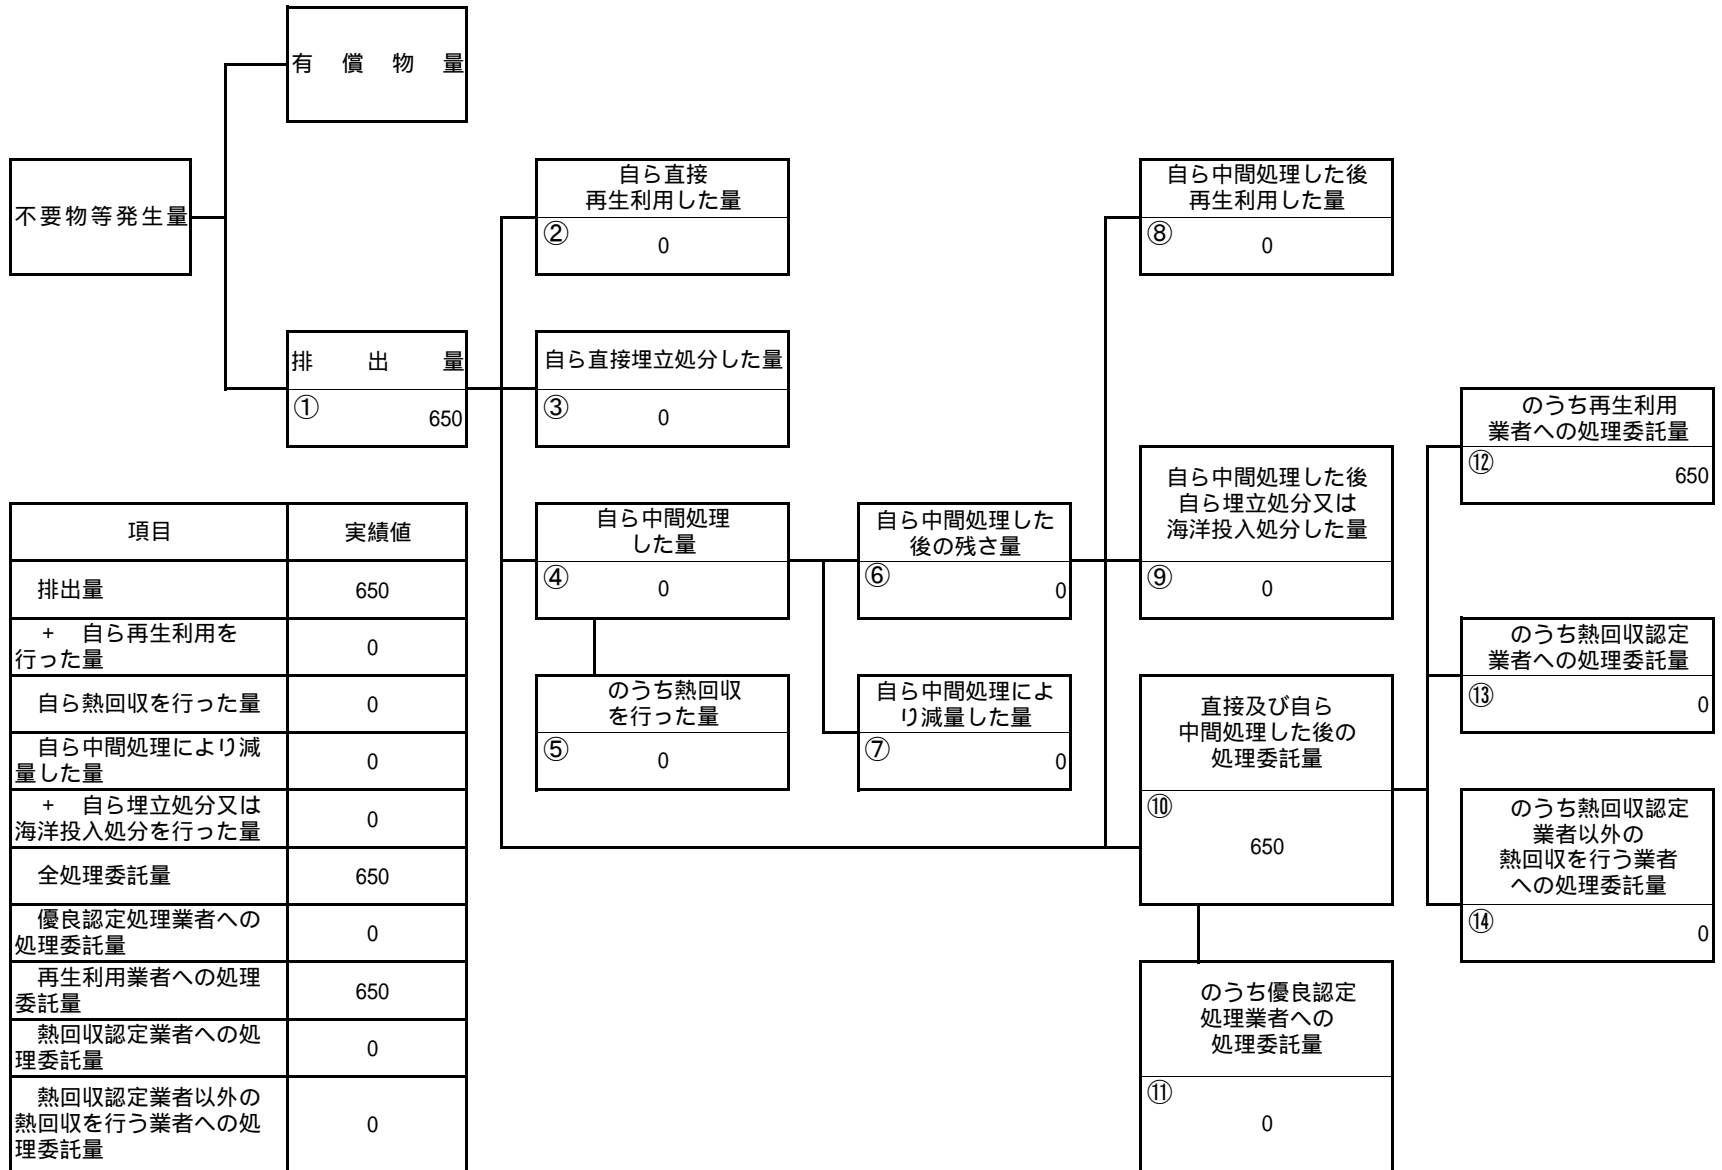 有 償 物 量
不要物等発生量
自ら直接
再生利用した量
② 0
自ら中間処理した後
再生利用した量
⑧ 0
排 出 量
① 650
自ら直接埋立処分した量
③ 0
のうち再生利用
業者への処理委託量
⑫ 650
自ら中間処理
した量
④ 0
自ら中間処理した
後の残さ量
⑥ 0
自ら中間処理した後
自ら埋立処分又は
海洋投入処分した量
⑨ 0
のうち熱回収認定
業者への処理委託量
⑬ 0
のうち熱回収
を行った量
⑤ 0
自ら中間処理によ
り減量した量
⑦ 0
直接及び自ら
中間処理した後の
処理委託量
⑩
650
のうち熱回収認定
業者以外の
熱回収を行う業者
への処理委託量
⑭ 0
のうち優良認定
処理業者への
処理委託量
⑪
0
項目 実績値
排出量 650
+ 自ら再生利用を
行った量 0
自ら熱回収を行った量 0
自ら中間処理により減
量した量 0
+ 自ら埋立処分又は
海洋投入処分を行った量 0
全処理委託量 650
優良認定処理業者への
処理委託量 0
再生利用業者への処理
委託量 650
熱回収認定業者への処
理委託量 0
熱回収認定業者以外の
熱回収を行う業者への処
理委託量 0